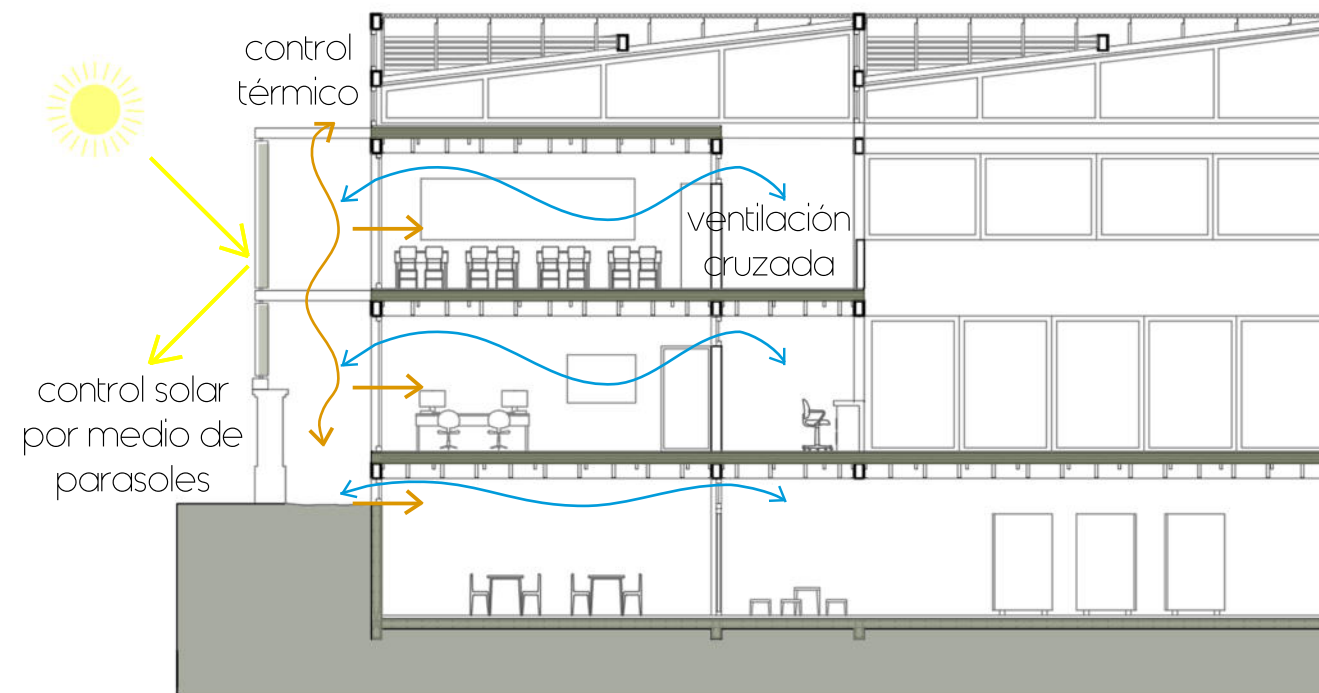 control
térmico
ventilación
cruzada
control solar
por medio de
parasoles